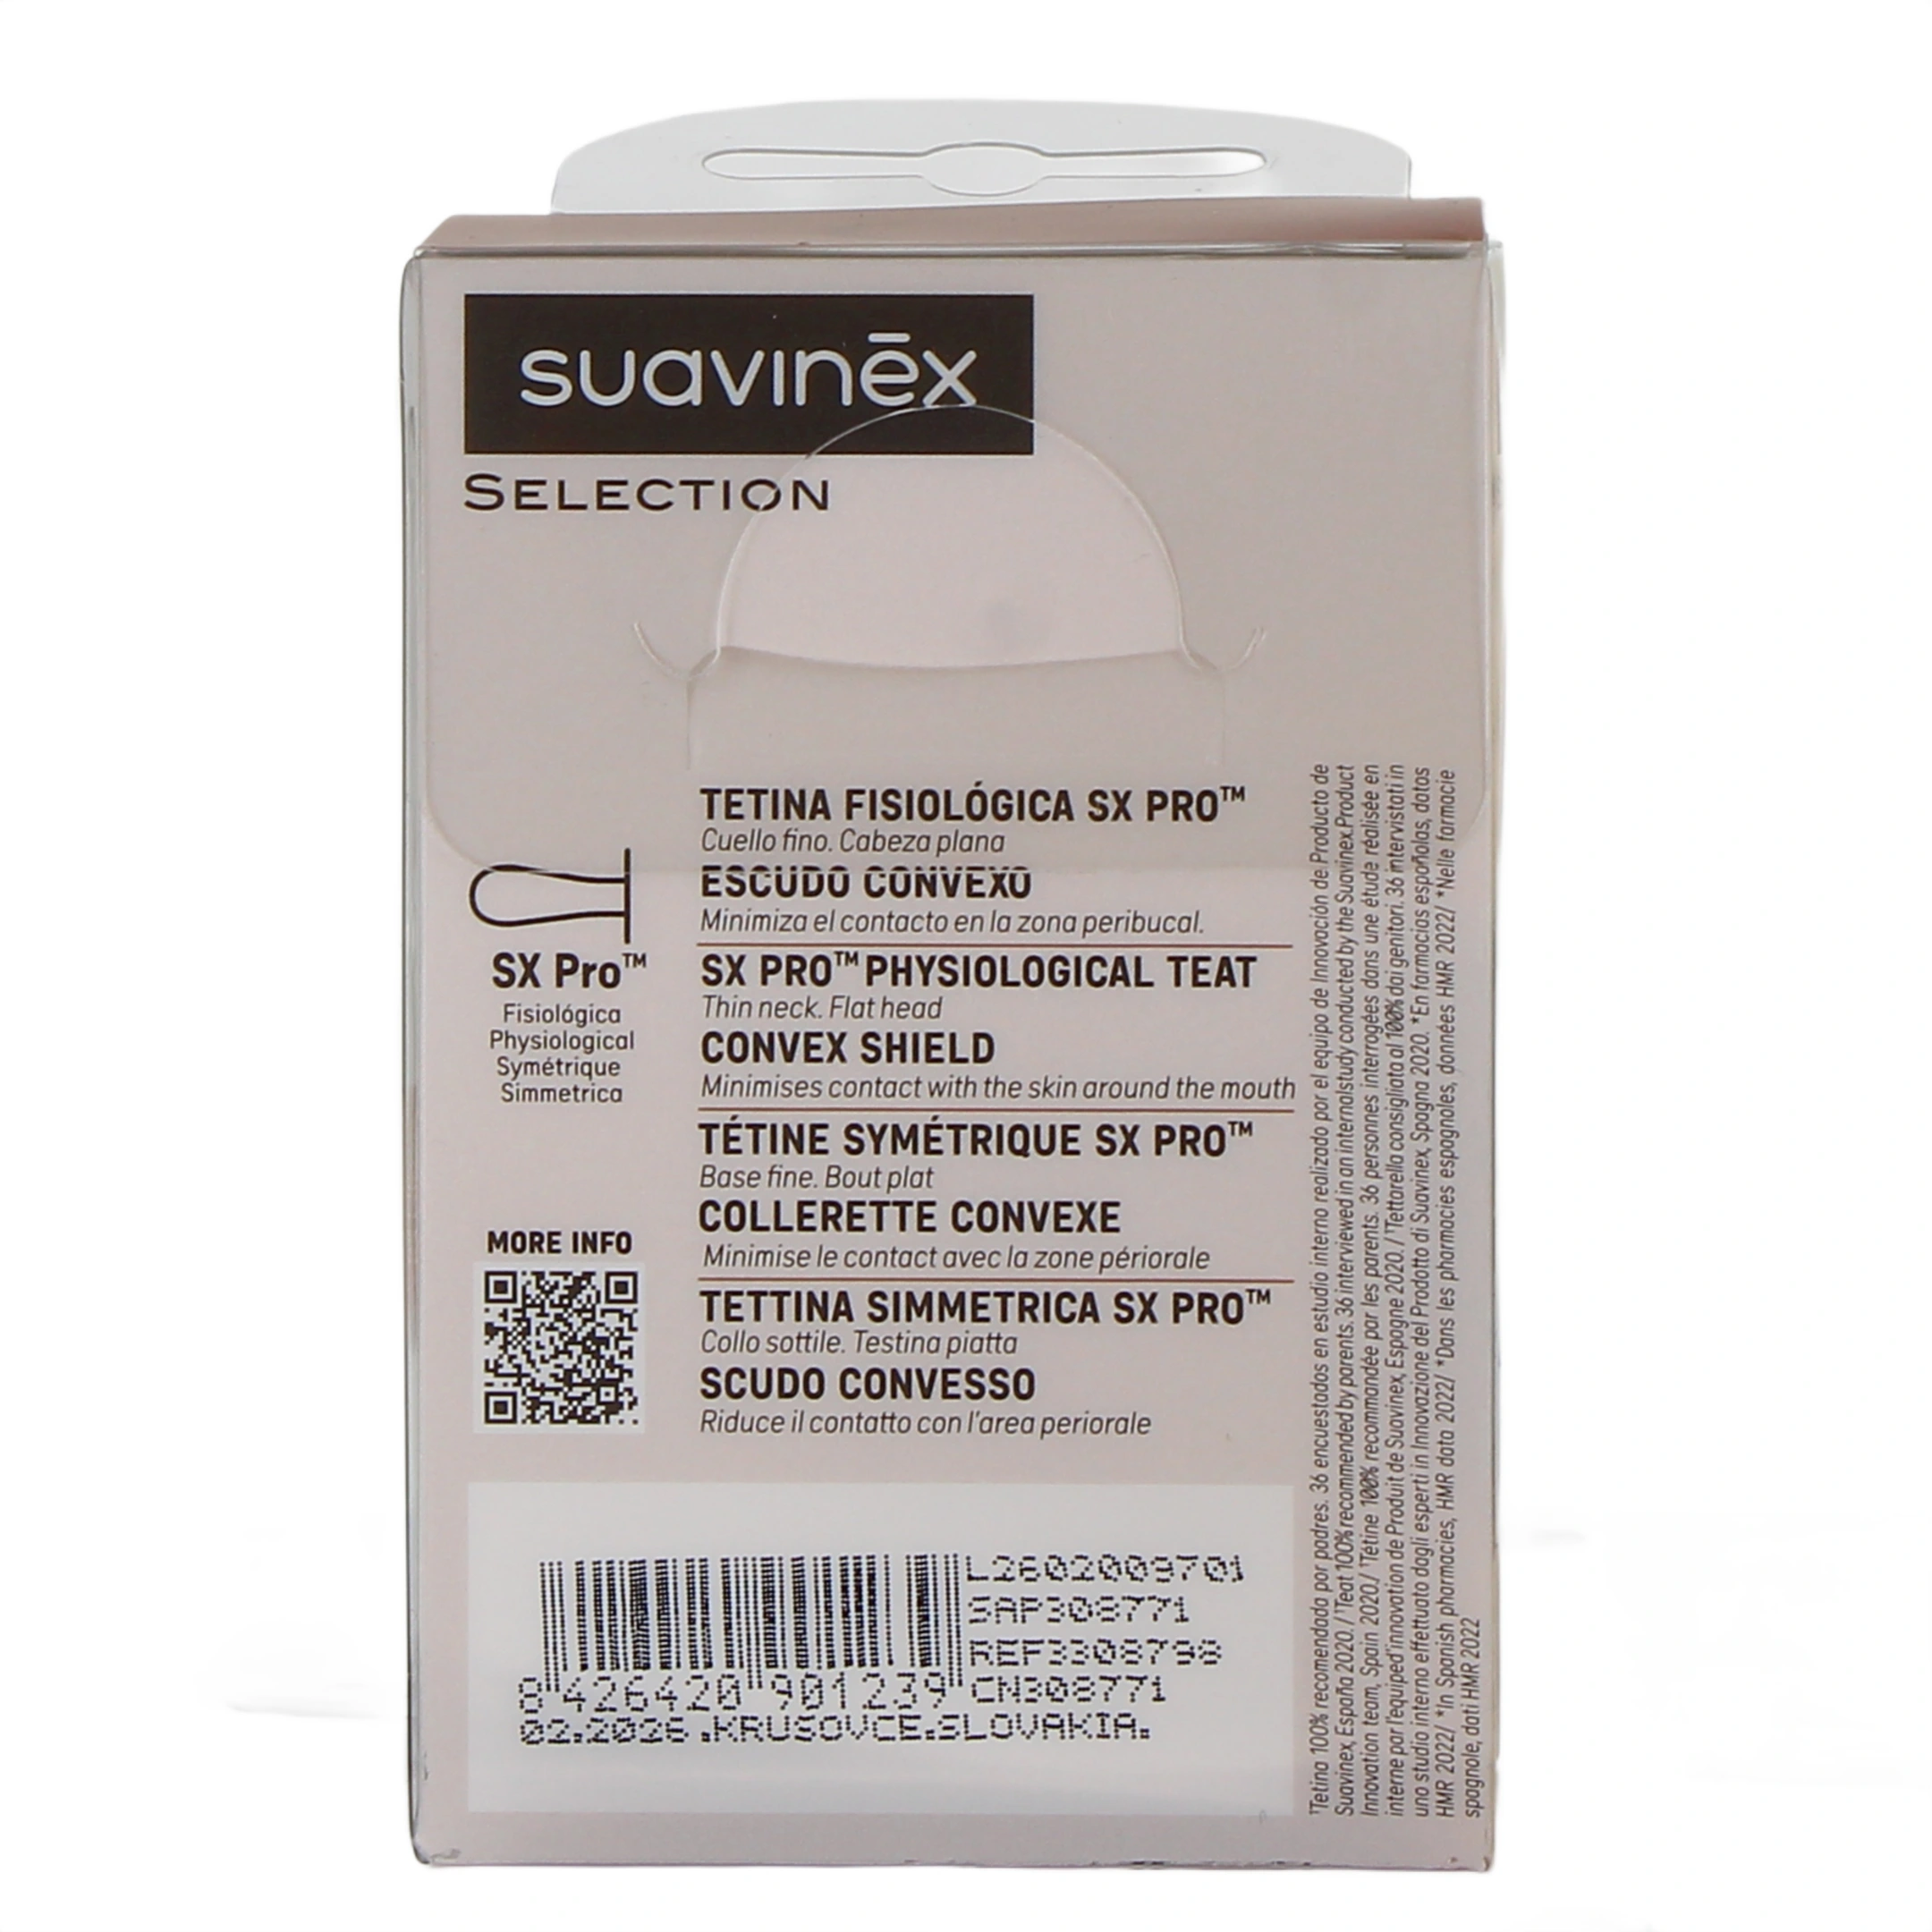 suavinēx
SELECTION
TETINA FISIOLÓGICA SX PRO™
Cuello fino. Cabeza plana
ESCUDO CONVEXO
Minimiza el contacto en la zona peribucal.
SX PRO™ PHYSIOLOGICAL TEAT
Thin neck. Flat head
CONVEX SHIELD
Minimises contact with the skin around the mouth
TÉTINE SYMÉTRIQUE SX PRO™
Base fine. Bout plat
COLLERETTE CONVEXE
Minimise le contact avec la zone périorale
TETTINA SIMMETRICA SX PRO™
Collo sottile. Testina piatta
SCUDO CONVESSO
Riduce il contatto con l'area periorale
SX Pro™
Fisiológica
Physiological
Symétrique
Simmetrica
MORE INFO
L2602009701
SAP308771
REF3308798
8 426420 901239 CN308771
02.2026.KRUSOVCE.SLOVAKIA.
¹Tetina 100% recomendada por padres. 36 encuestados en estudio interno realizado por el equipo de Innovación de Producto de
Suavinex, España 2020. / ¹Teat 100% recommended by parents. 36 interviewed in an internal study conducted by the Suavinex Product
Innovation team, Spain 2020./ ¹Tétine 100% recommandée par les parents. 36 personnes interrogées dans une étude réalisée en
interne par l'equiped'innovation de Produit de Suavinex, Espagne 2020. / ¹Tettarella consigliata al 100% dai genitori. 36 intervistati in
uno studio interno effettuato dagli esperti in Innovazione del Prodotto di Suavinex, Spagna 2020. *En farmacias españolas, datos
HMR 2022/ *In Spanish pharmacies, HMR data 2022/ *Dans les pharmacies espagnoles, données HMR 2022/ *Nelle farmacie
spagnole, dati HMR 2022